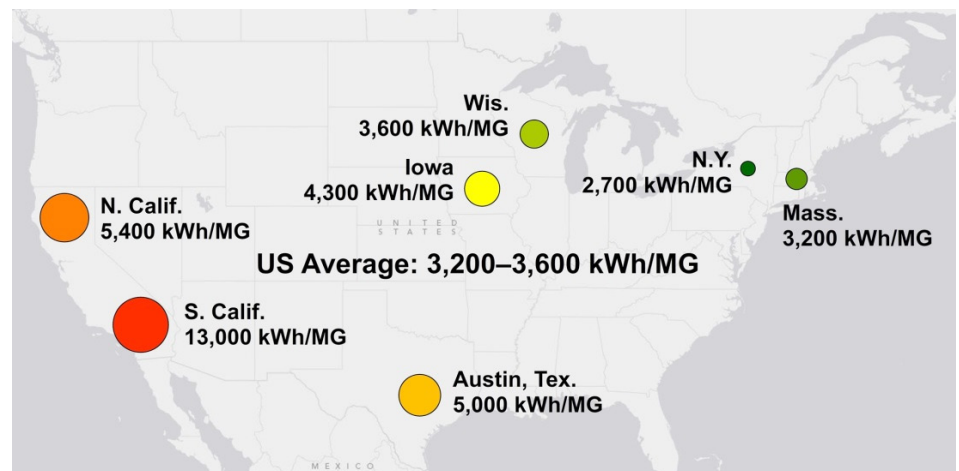 Wis.
3,600 kWh/MG
Iowa
4,300 kWh/MG
N.Y.
2,700 kWh/MG
Mass.
3,200 kWh/MG
N. Calif.
5,400 kWh/MG
UNITED
STATES
US Average: 3,200–3,600 kWh/MG
S. Calif.
13,000 kWh/MG
Austin, Tex.
5,000 kWh/MG
MEXICO